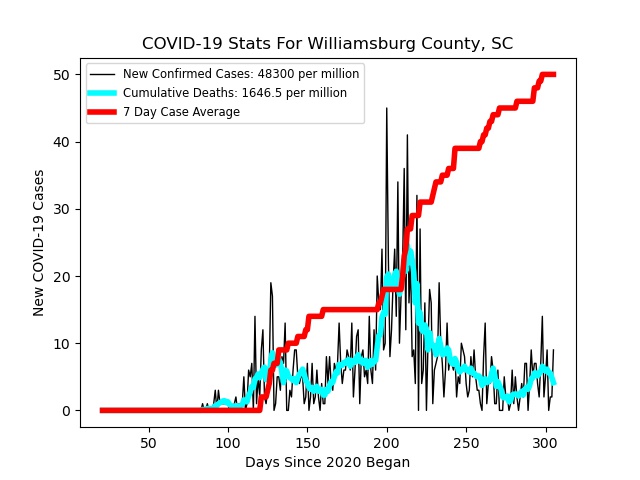 COVID-19 Stats For Williamsburg County, SC
New Confirmed Cases: 48300 per million
Cumulative Deaths: 1646.5 per million
7 Day Case Average
50
40
30
20
10
0
New COVID-19 Cases
50 100 150 200 250 300
Days Since 2020 Began